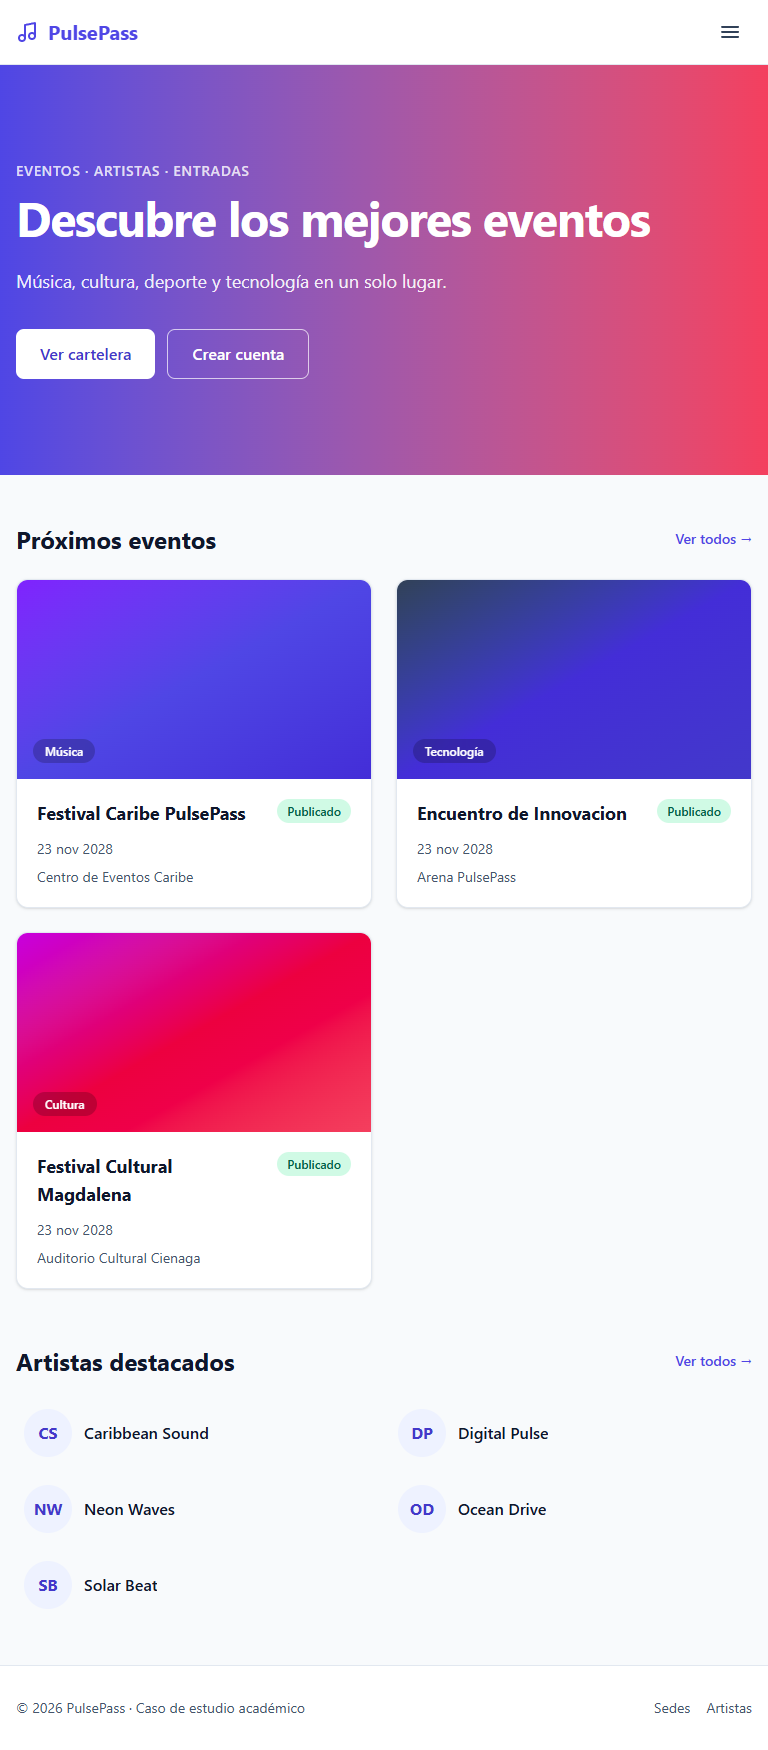 PulsePass
EVENTOS · ARTISTAS · ENTRADAS
Descubre los mejores eventos
Música, cultura, deporte y tecnología en un solo lugar.
Ver cartelera
Crear cuenta
Próximos eventos
Ver todos →
Música
Festival Caribe PulsePass
Publicado
23 nov 2028
Centro de Eventos Caribe
Tecnología
Encuentro de Innovacion
Publicado
23 nov 2028
Arena PulsePass
Cultura
Festival Cultural
Magdalena
Publicado
23 nov 2028
Auditorio Cultural Cienaga
Artistas destacados
Ver todos →
CS
Caribbean Sound
DP
Digital Pulse
NW
Neon Waves
OD
Ocean Drive
SB
Solar Beat
© 2026 PulsePass · Caso de estudio académico
Sedes
Artistas